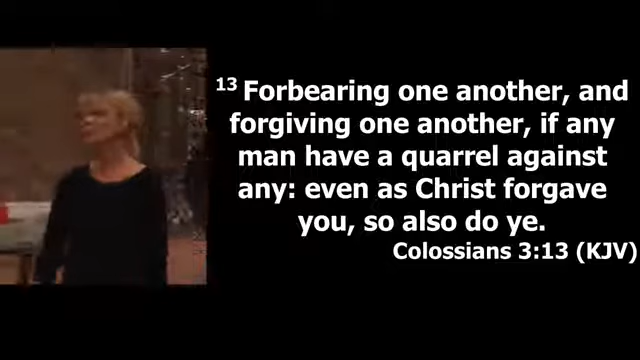 13 Forbearing one another, and
forgiving one another, if any
man have a quarrel against
any: even as Christ forgave
you, so also do ye.
Colossians 3:13 (KJV)